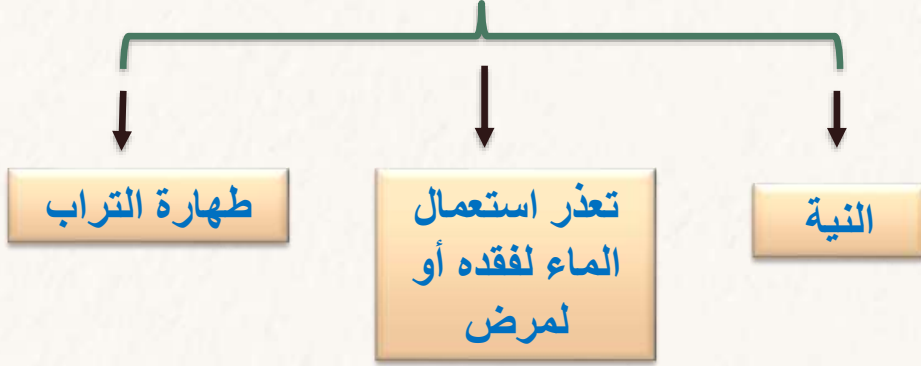 النية
تعذر استعمال
الماء لفقده أو
لمرض
طهارة التراب